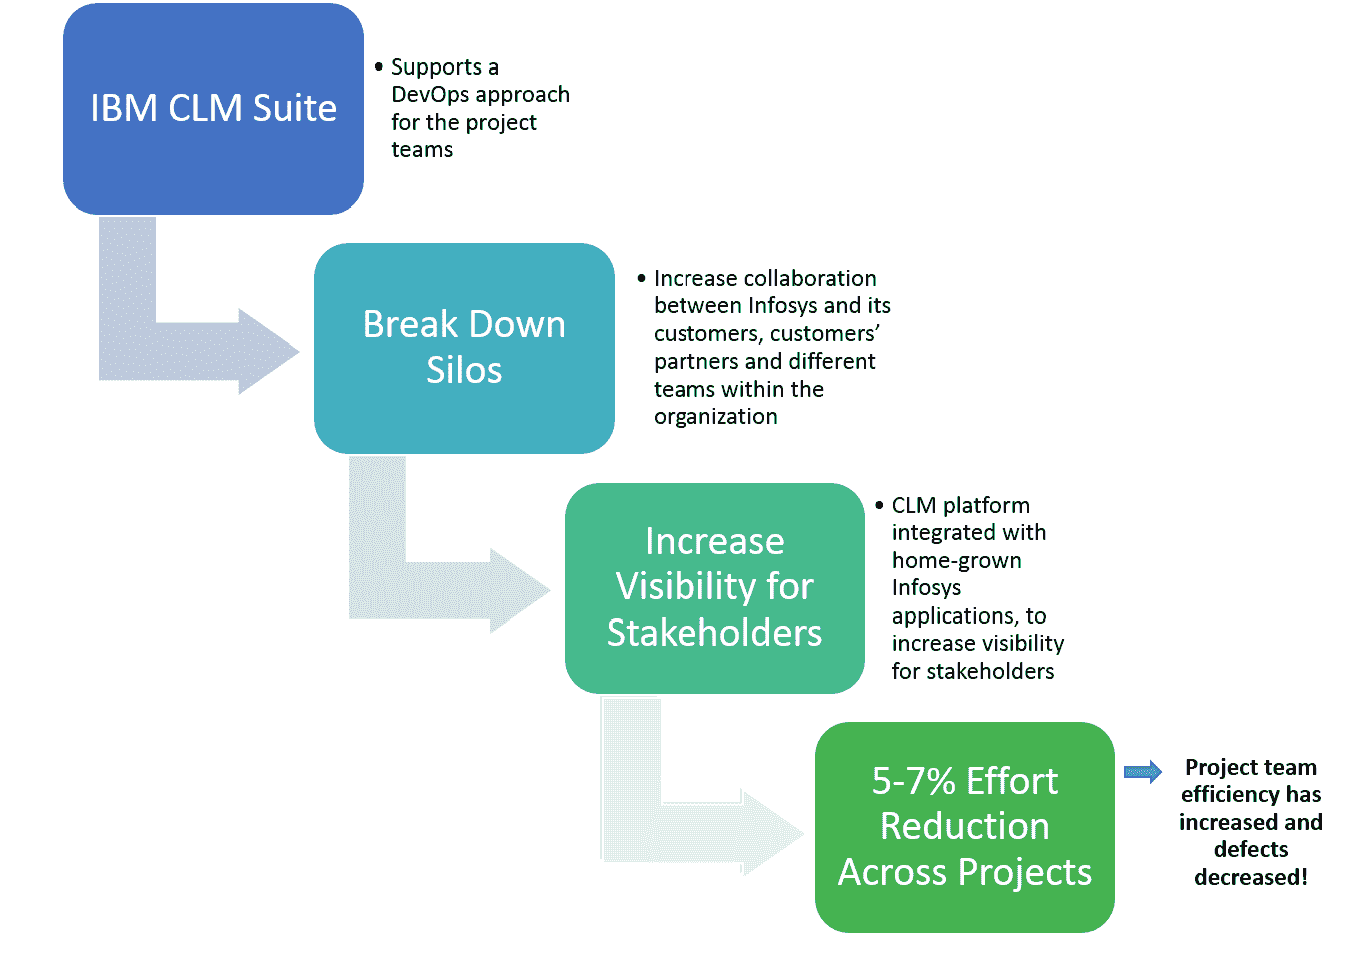 IBM CLM Suite
• Supports a
DevOps approach
for the project
teams
Break Down
Silos
• Increase collaboration
between Infosys and its
customers, customers’
partners and different
teams within the
organization
Increase
Visibility for
Stakeholders
• CLM platform
integrated with
home-grown
Infosys
applications, to
increase visibility
for stakeholders
5-7% Effort
Reduction
Across Projects
Project team
efficiency has
increased and
defects
decreased!